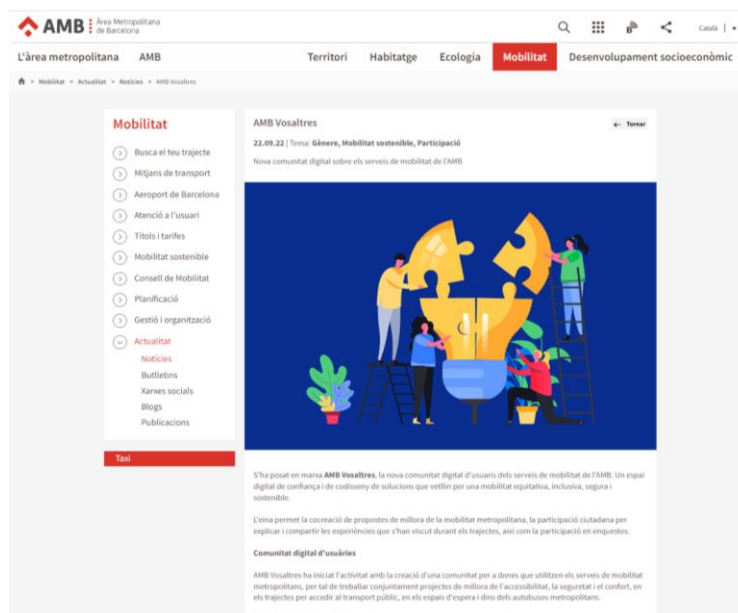 AMB Àrea Metropolitana
de Barcelona
Català
L'àrea metropolitana AMB Territori Habitatge Ecologia Mobilitat Desenvolupament socioeconòmic
> Mobilitat > Actualitat > Notícies > AMB Vosaltres
Mobilitat
Busca el teu trajecte
Mitjans de transport
Aeroport de Barcelona
Atenció a l'usuari
Títols i tarifes
Mobilitat sostenible
Consell de Mobilitat
Planificació
Gestió i organització
Actualitat
Notícies
Butlletins
Xarxes socials
Blogs
Publicacions
Taxi
AMB Vosaltres
Tornar
22.09.22 | Tema: Gènere, Mobilitat sostenible, Participació
Nova comunitat digital sobre els serveis de mobilitat de l'AMB
S'ha posat en marxa AMB Vosaltres, la nova comunitat digital d'usuaris dels serveis de mobilitat de l'AMB. Un espai
digital de confiança i de codisseny de solucions que vetllin per una mobilitat equitativa, inclusiva, segura i
sostenible.
L'eina permet la cocreació de propostes de millora de la mobilitat metropolitana, la participació ciutadana per
explicar i compartir les experiències que s'han viscut durant els trajectes, així com la participació en enquestes.
Comunitat digital d'usuàries
AMB Vosaltres ha iniciat l'activitat amb la creació d'una comunitat per a dones que utilitzen els serveis de mobilitat
metropolitans, per tal de treballar conjuntament projectes de millora de l'accessibilitat, la seguretat i el confort, en
els trajectes per accedir al transport públic, en els espais d'espera i dins dels autobusos metropolitans.